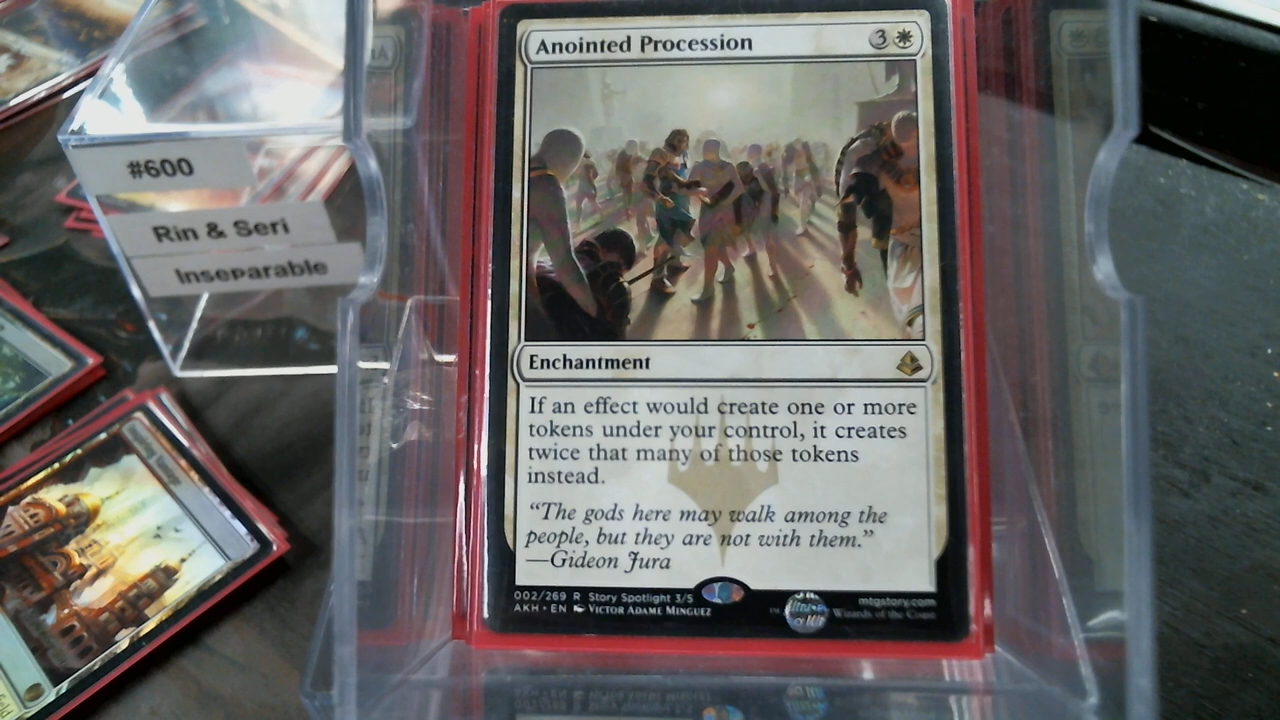 #600
Rin & Seri
Inseparable
Anointed Procession
3
Enchantment
If an effect would create one or more
tokens under your control, it creates
twice that many of those tokens
instead.
“The gods here may walk among the
people, but they are not with them.”
—Gideon Jura
002/269 R Story Spotlight 3/5
AKH • EN Victor Adame Minguez
mtgstory.com
™ Wizards of the Coast